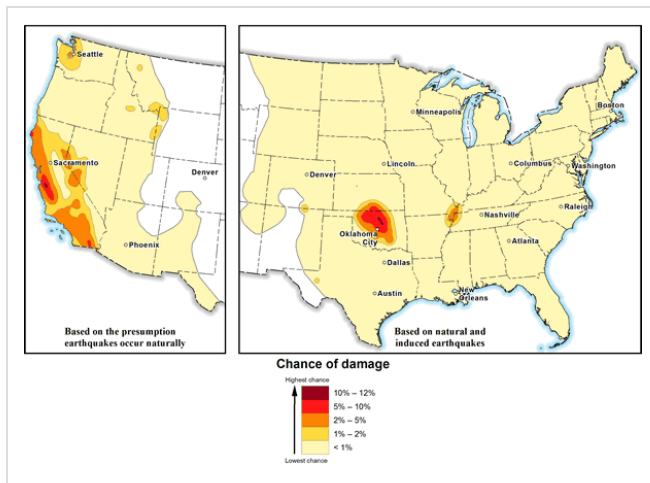 Seattle
Sacramento
Denver
Phoenix
Based on the presumption
earthquakes occur naturally
Minneapolis
Boston
Lincoln
Columbus
Washington
Denver
Raleigh
Nashville
Oklahoma
City
Atlanta
Dallas
Austin
New
Orleans
Based on natural and
induced earthquakes
Chance of damage
Highest chance
10% – 12%
5% – 10%
2% – 5%
1% – 2%
< 1%
Lowest chance